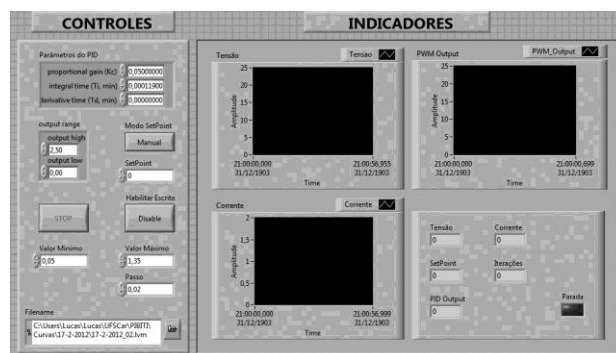 CONTROLES
Parâmetros do PID
proportional gain (Kc) 0,05000000
integral time (Ti, min) 0,00011900
derivative time (Td, min) 0,00000000
output range
output high
2,50
output low
0,00
Modo SetPoint
Manual
SetPoint
0
Habilitar Escrita
STOP
Disable
Valor Mínimo
0,05
Valor Máximo
1,35
Passo
0,02
Filename
C:\Users\Lucas\Lucas\UFSCar\PIBITI\
Curvas\17-2-2012\17-2-2012_02.lvm
INDICADORES
Tensão
Tensao
25
20
15
10
5
0
Amplitude
21:00:00,000
31/12/1903
21:00:56,955
31/12/1903
Time
PWM Output
PWM_Output
25
20
15
10
5
0
Amplitude
21:00:00,000
31/12/1903
21:00:00,699
31/12/1903
Time
Corrente
Corrente
2
1,5
1
0,5
0
Amplitude
21:00:00,000
31/12/1903
21:00:56,999
31/12/1903
Time
Tensão
0
Corrente
0
SetPoint
0
Iterações
0
PID Output
0
Parada